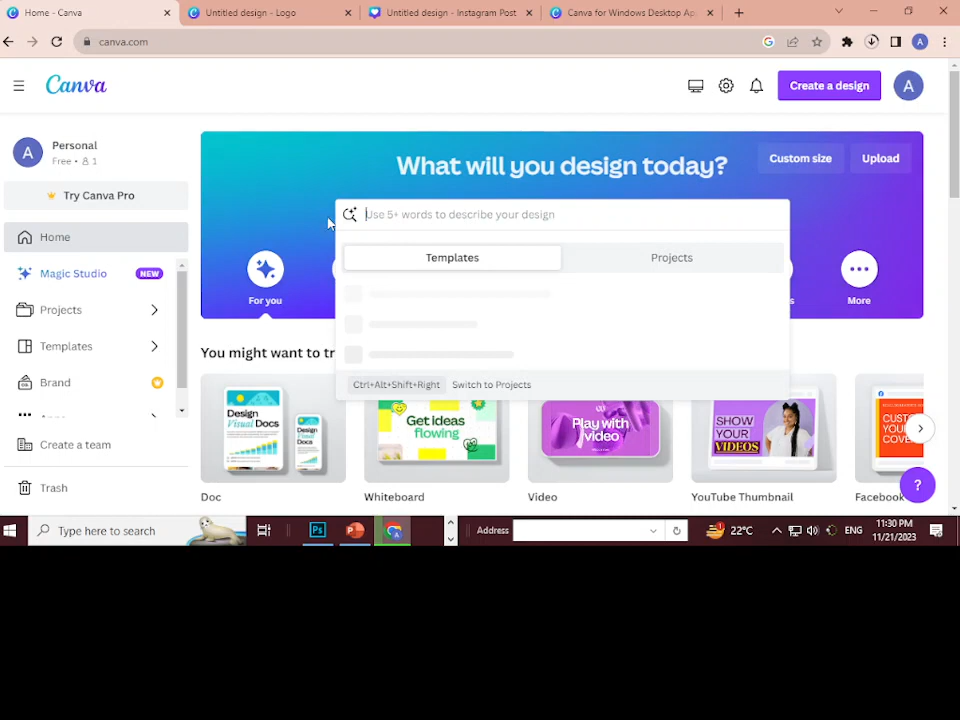 Home - Canva
Untitled design - Logo
Untitled design - Instagram Post
Canva for Windows Desktop Ap
canva.com
A
Canva
Create a design
A
A
Personal
Free • 1
Try Canva Pro
Home
Magic Studio NEW
Projects
Templates
Brand
Create a team
Trash
What will you design today?
Custom size
Upload
Use 5+ words to describe your design
Templates
Projects
For you
More
Ctrl+Alt+Shift+Right Switch to Projects
You might want to tr
Design Visual Docs
Design Visual Docs
Doc
Get ideas flowing
Whiteboard
Play with video
Video
SHOW YOUR VIDEOS
YouTube Thumbnail
Facebook
?
Type here to search
Ps
Address
22°C
ENG
11:30 PM
11/21/2023